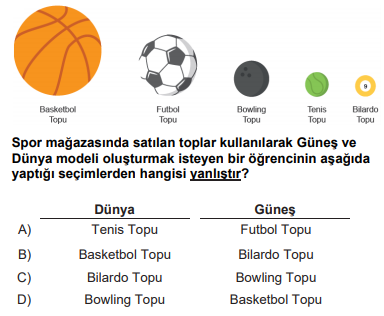 9
Basketbol Futbol Bowling Tenis Bilardo
Topu Topu Topu Topu Topu
Spor mağazasında satılan toplar kullanılarak Güneş ve
Dünya modeli oluşturmak isteyen bir öğrencinin aşağıda
yaptığı seçimlerden hangisi yanlıştır?
Dünya Güneş
A) Tenis Topu Futbol Topu
B) Basketbol Topu Bilardo Topu
C) Bilardo Topu Bowling Topu
D) Bowling Topu Basketbol Topu